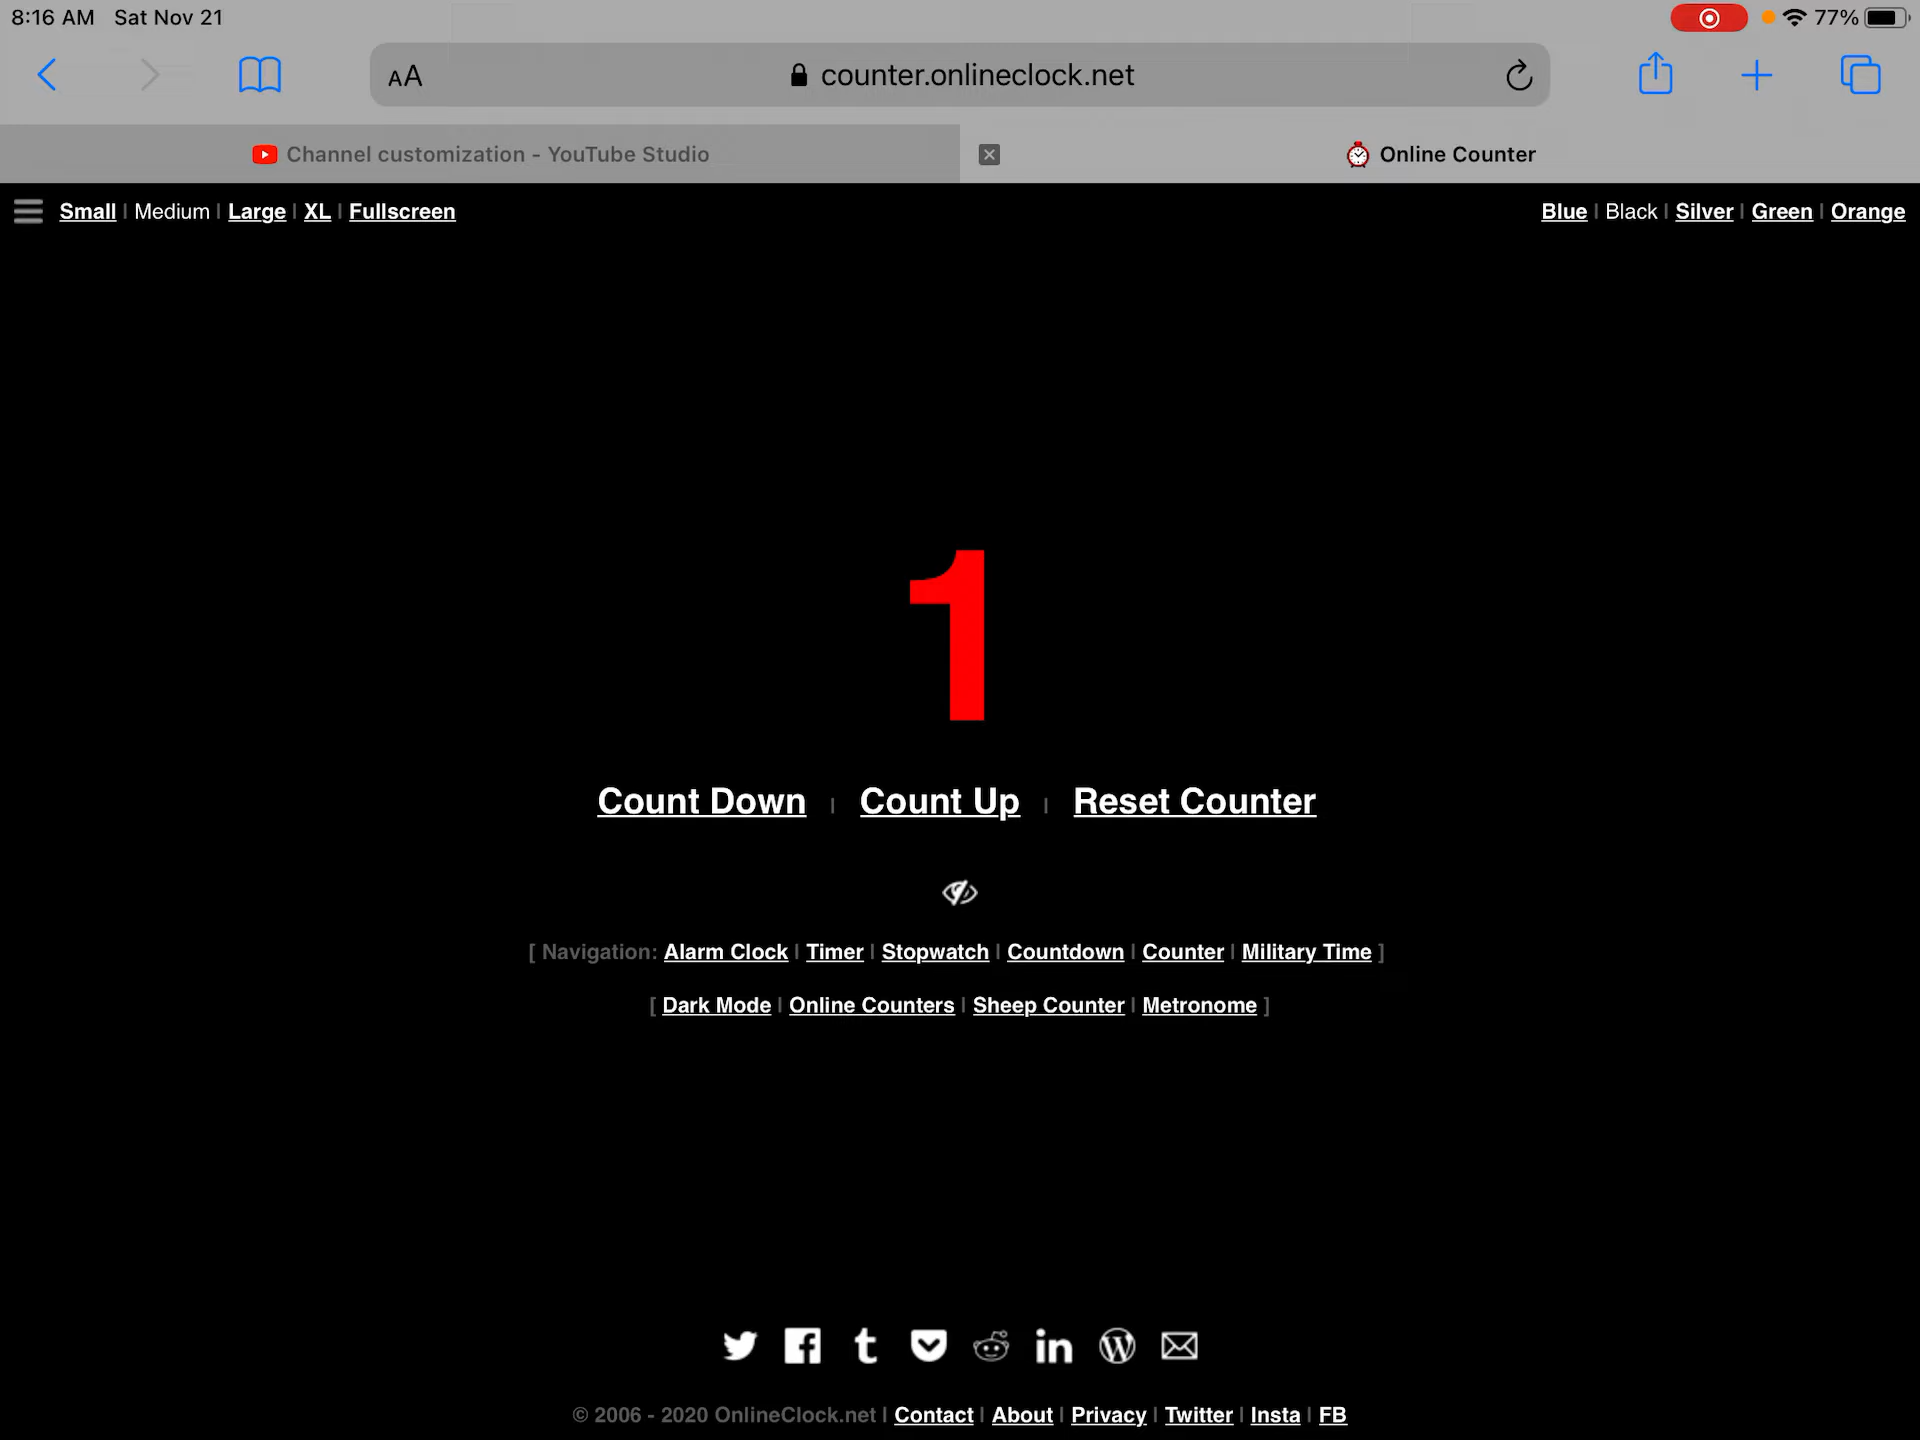 8:16 AM Sat Nov 21 77%
AA counter.onlineclock.net
Channel customization - YouTube Studio Online Counter
Small | Medium | Large | XL | Fullscreen Blue | Black | Silver | Green | Orange
1
Count Down | Count Up | Reset Counter
[ Navigation: Alarm Clock | Timer | Stopwatch | Countdown | Counter | Military Time ]
[ Dark Mode | Online Counters | Sheep Counter | Metronome ]
© 2006 - 2020 OnlineClock.net | Contact | About | Privacy | Twitter | Insta | FB